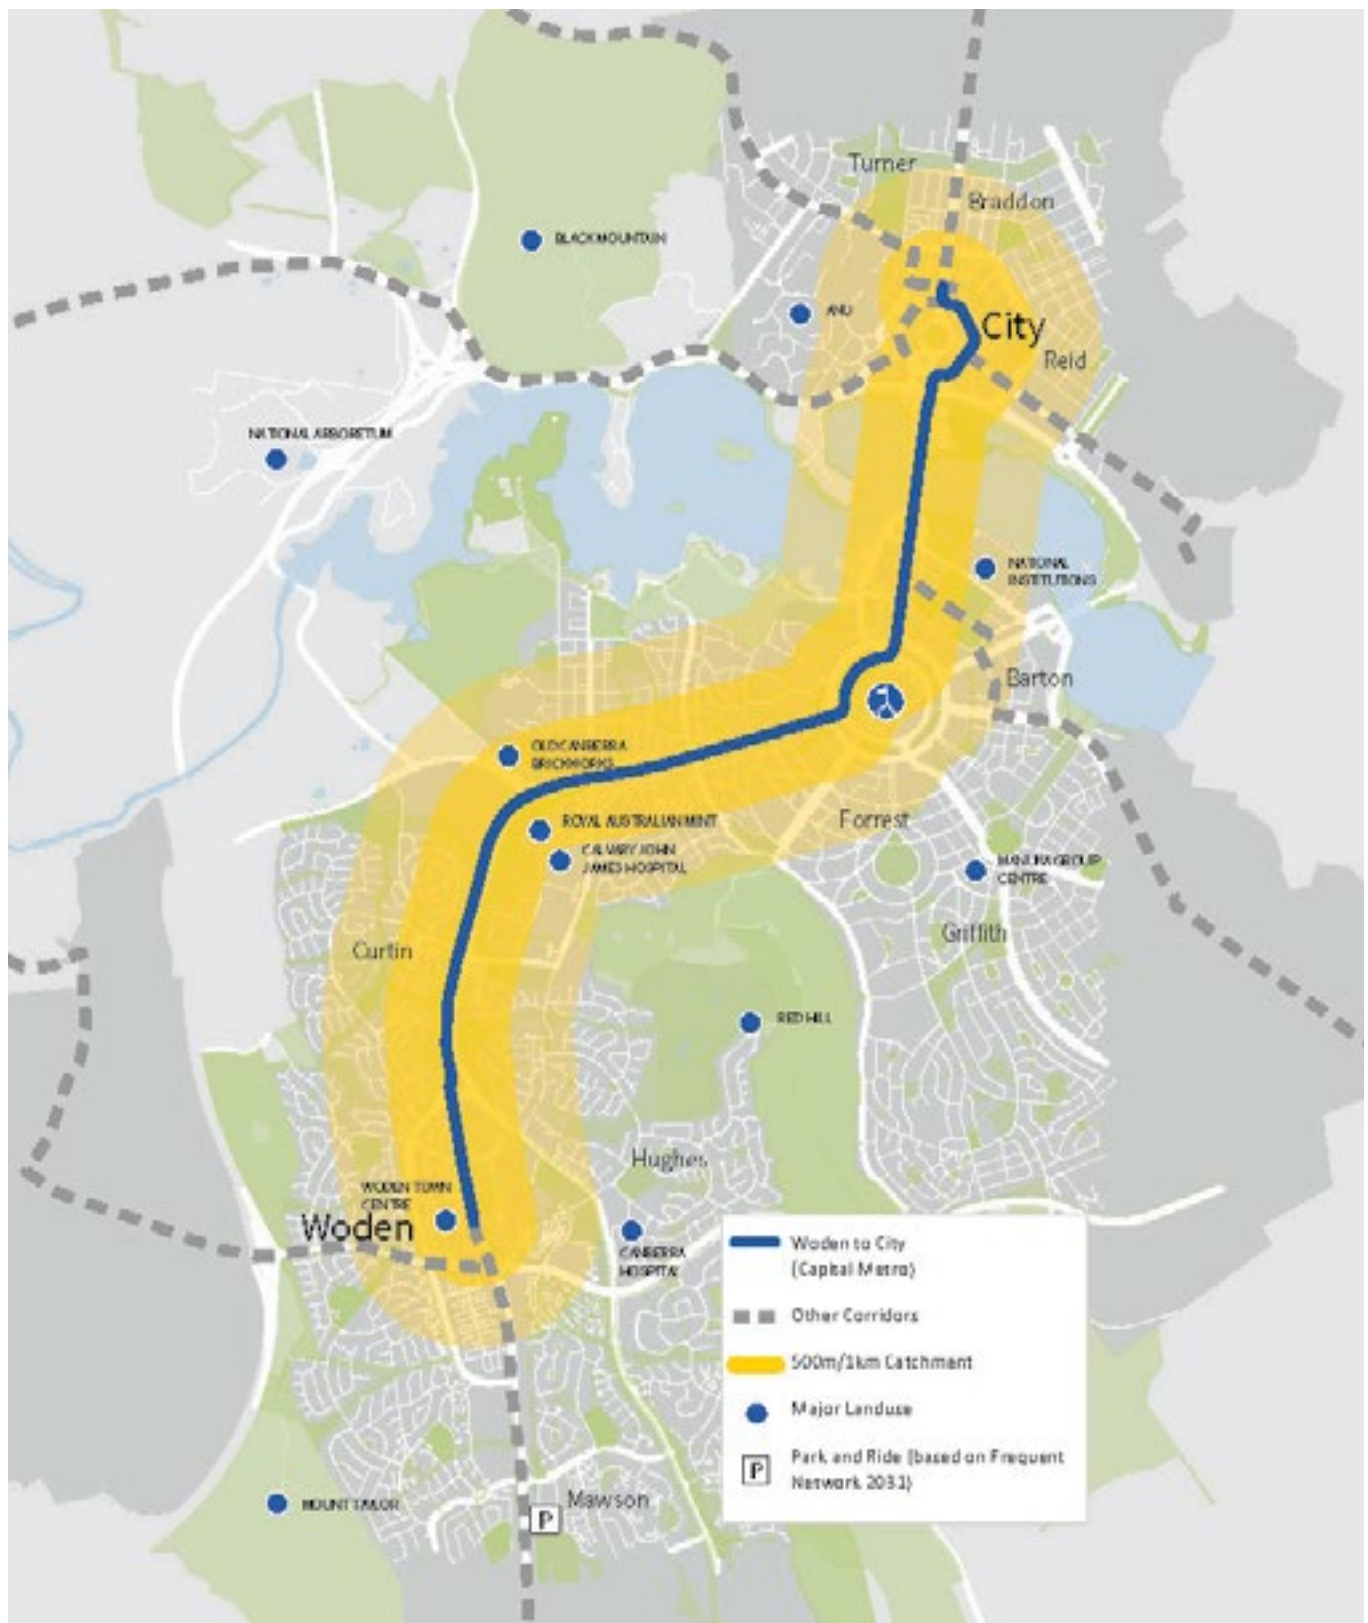 Turner
Braddon
BLACK MOUNTAIN
ANU
City
Reid
NATIONAL ARBORETUM
NATIONAL
INSTITUTIONS
Barton
OLD CANBERRA
BRICKWORKS
ROYAL AUSTRALIAN MINT
Forrest
CALVARY JOHN
JAMES HOSPITAL
MANUKA GROUP
CENTRE
Griffith
Curtin
RED HILL
Hughes
WODEN TOWN
CENTRE
Woden
CANBERRA
HOSPITAL
Woden to City
(Capital Metro)
Other Corridors
500m/1km Catchment
Major Landuse
P
Park and Ride (based on Frequent
Network 2031)
MOUNT TAYLOR
Mawson
P